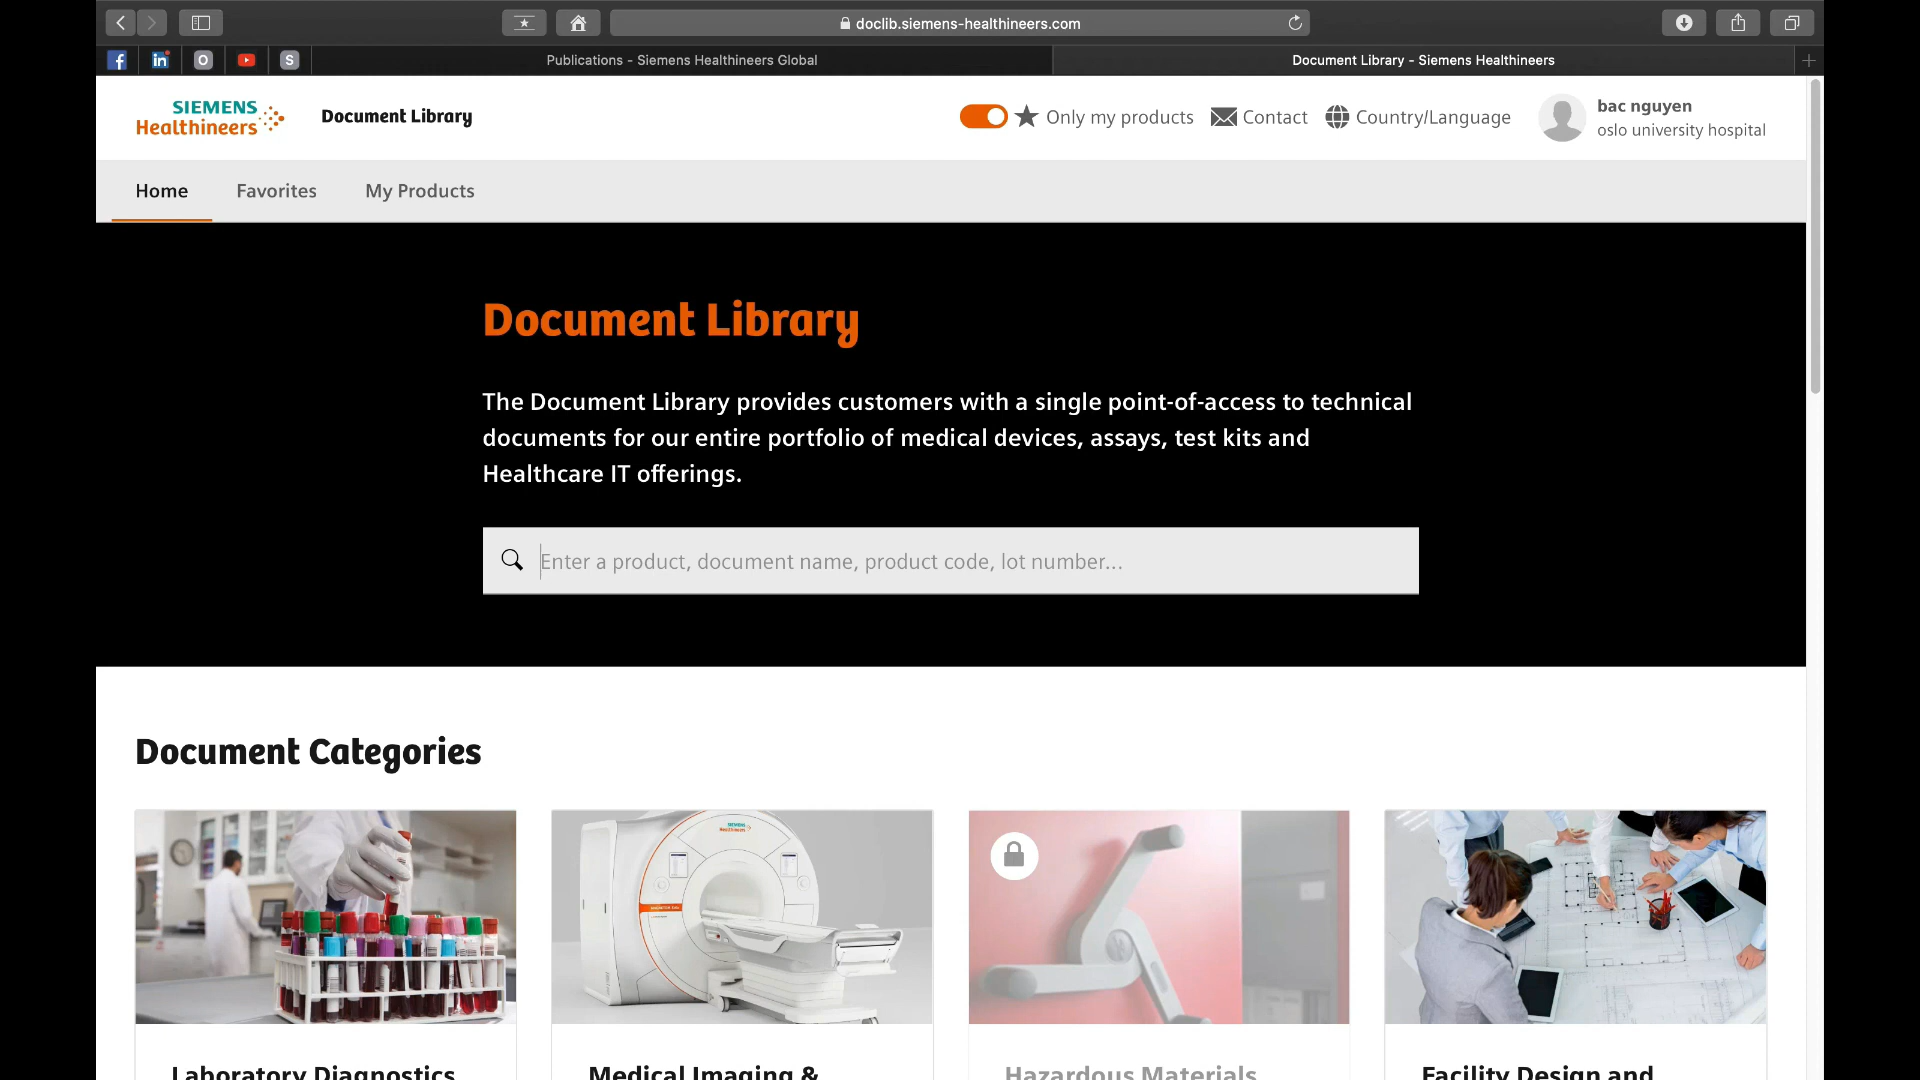 doclib.siemens-healthineers.com
O
S
Publications - Siemens Healthineers Global
Document Library - Siemens Healthineers
SIEMENS
Healthineers
Document Library
Only my products
Contact
Country/Language
bac nguyen
oslo university hospital
Home
Favorites
My Products
Document Library
The Document Library provides customers with a single point-of-access to technical
documents for our entire portfolio of medical devices, assays, test kits and
Healthcare IT offerings.
Enter a product, document name, product code, lot number...
Document Categories
SIEMENS
Healthineers
Laboratory Diagnostics
Medical Imaging &
Hazardous Materials
Facility Design and